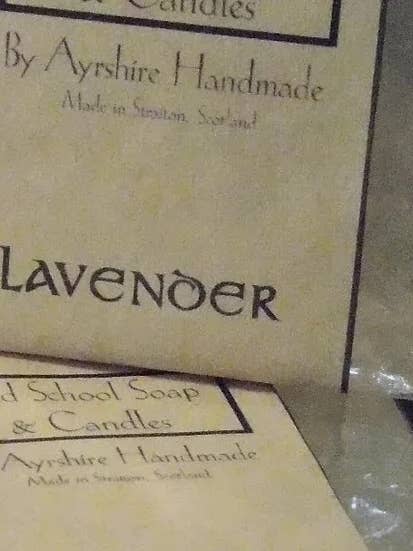 & Candles
By Ayrshire Handmade
Made in Straiton, Scotland
LAVENDER
d School Soap
& Candles
Ayrshire Handmade
Made in Straiton, Scotland